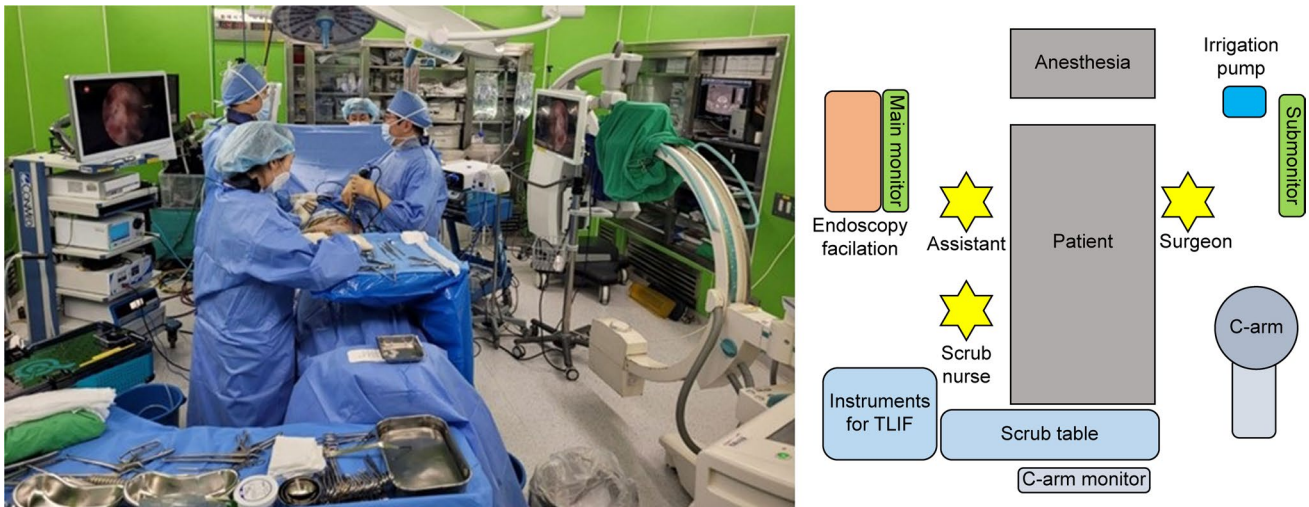 Anesthesia
Irrigation
pump
Main monitor
Submonitor
Endoscopy
facilation
Assistant
Patient
Surgeon
Scrub
nurse
C-arm
Instruments
for TLIF
Scrub table
C-arm monitor